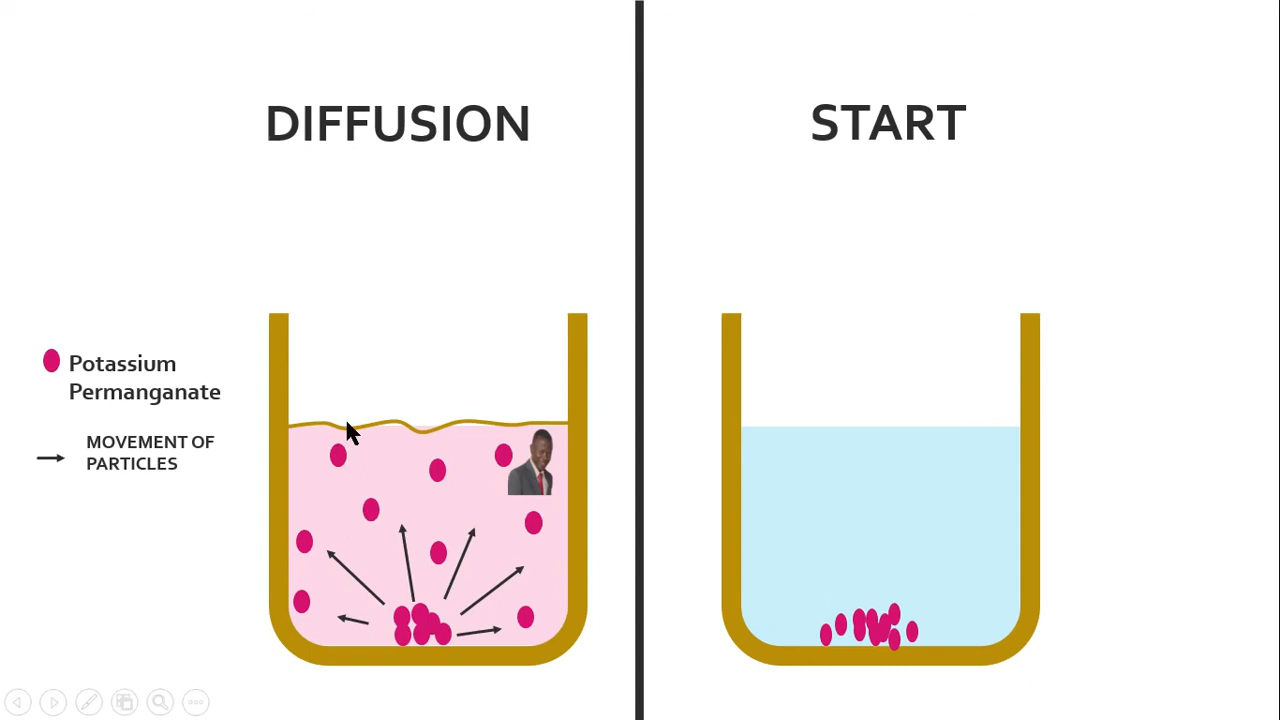 DIFFUSION
START
Potassium
Permanganate
MOVEMENT OF
PARTICLES